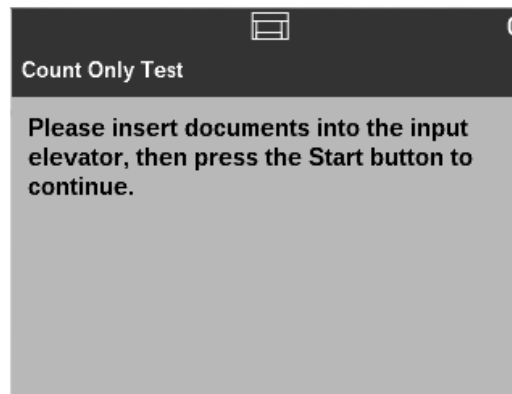 Count Only Test
Please insert documents into the input
elevator, then press the Start button to
continue.